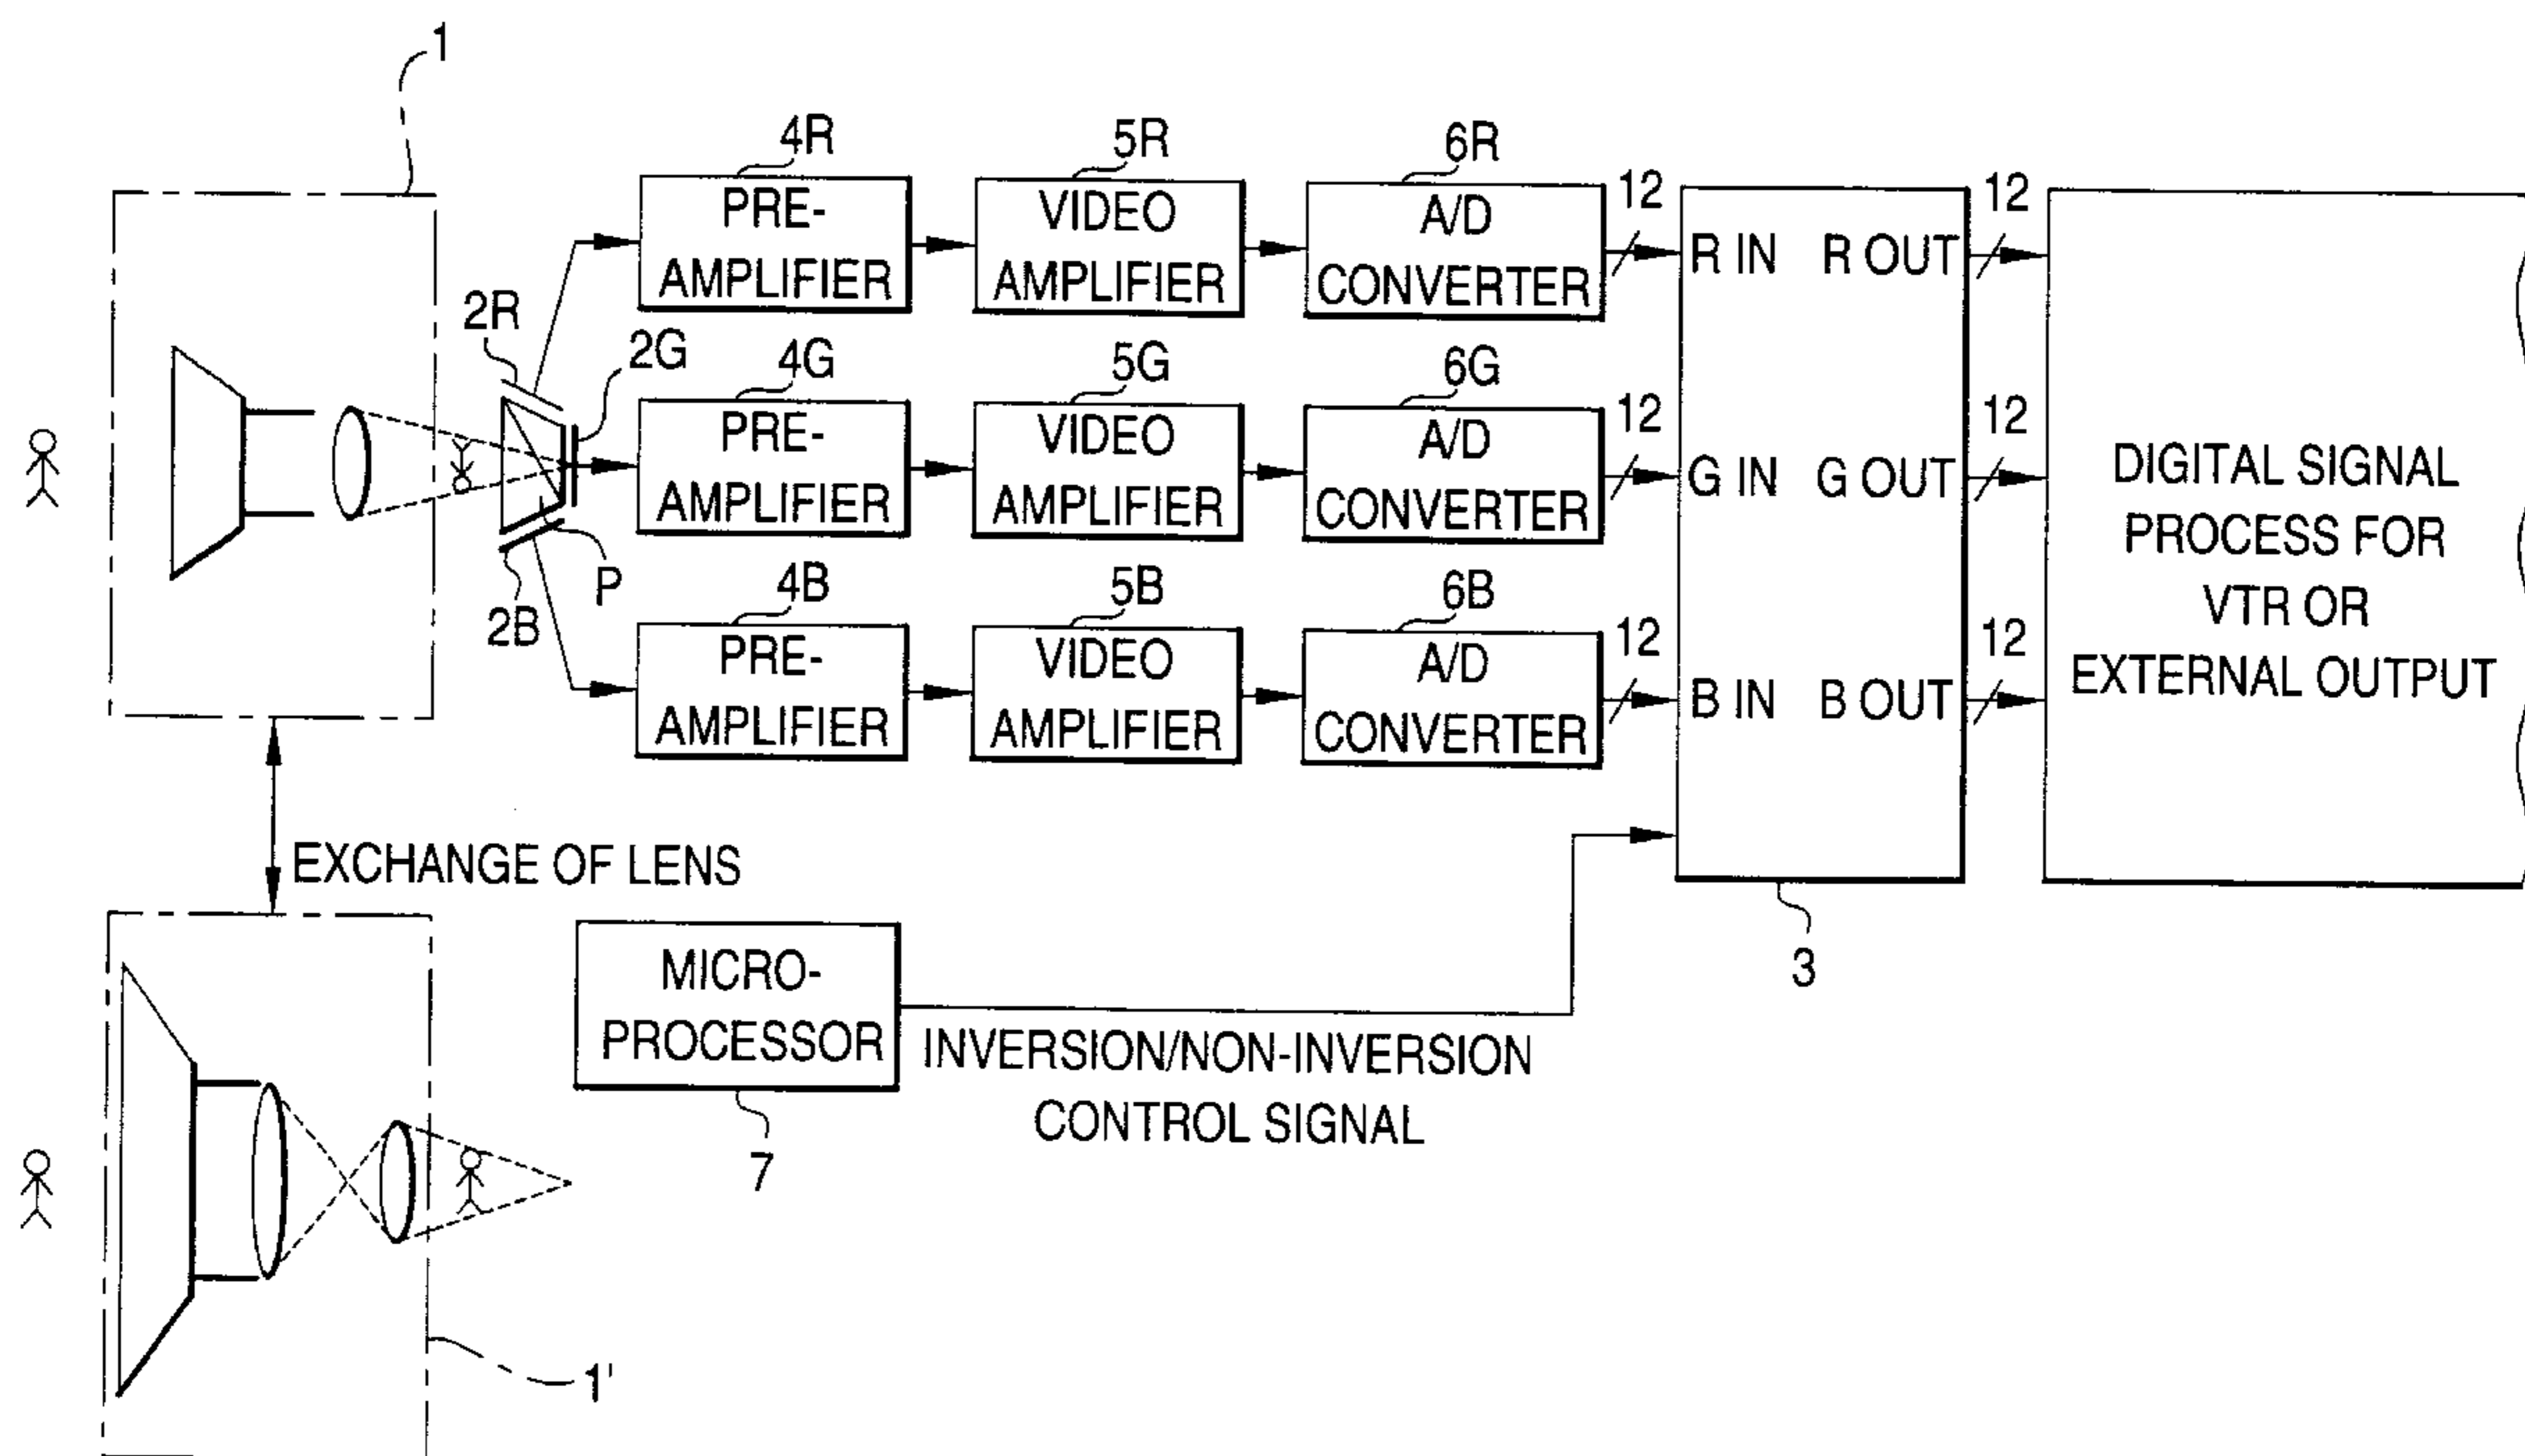 1
4R
5R
6R
PRE-
AMPLIFIER
VIDEO
AMPLIFIER
A/D
CONVERTER
12
R IN R OUT
12
2R
2G
4G
5G
6G
PRE-
AMPLIFIER
VIDEO
AMPLIFIER
A/D
CONVERTER
12
G IN G OUT
12
DIGITAL SIGNAL
PROCESS FOR
VTR OR
EXTERNAL OUTPUT
P
2B
4B
5B
6B
PRE-
AMPLIFIER
VIDEO
AMPLIFIER
A/D
CONVERTER
12
B IN B OUT
12
EXCHANGE OF LENS
3
MICRO-
PROCESSOR
INVERSION/NON-INVERSION
CONTROL SIGNAL
7
1'